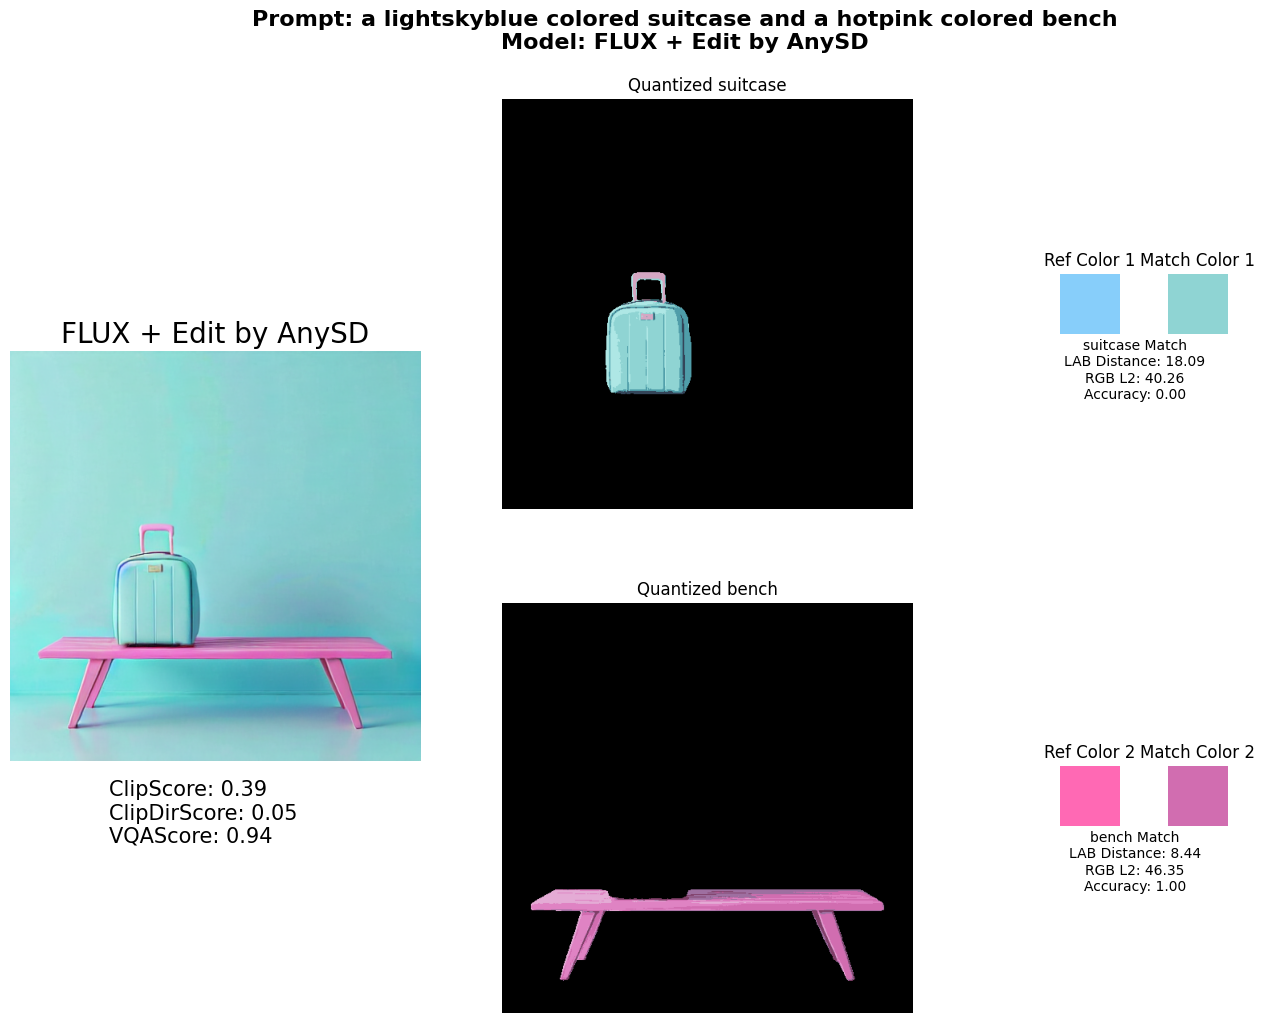 Prompt: a lightskyblue colored suitcase and a hotpink colored bench
Model: FLUX + Edit by AnySD
Quantized suitcase
Ref Color 1 Match Color 1
suitcase Match
LAB Distance: 18.09
RGB L2: 40.26
Accuracy: 0.00
FLUX + Edit by AnySD
ClipScore: 0.39
ClipDirScore: 0.05
VQAScore: 0.94
Quantized bench
Ref Color 2 Match Color 2
bench Match
LAB Distance: 8.44
RGB L2: 46.35
Accuracy: 1.00